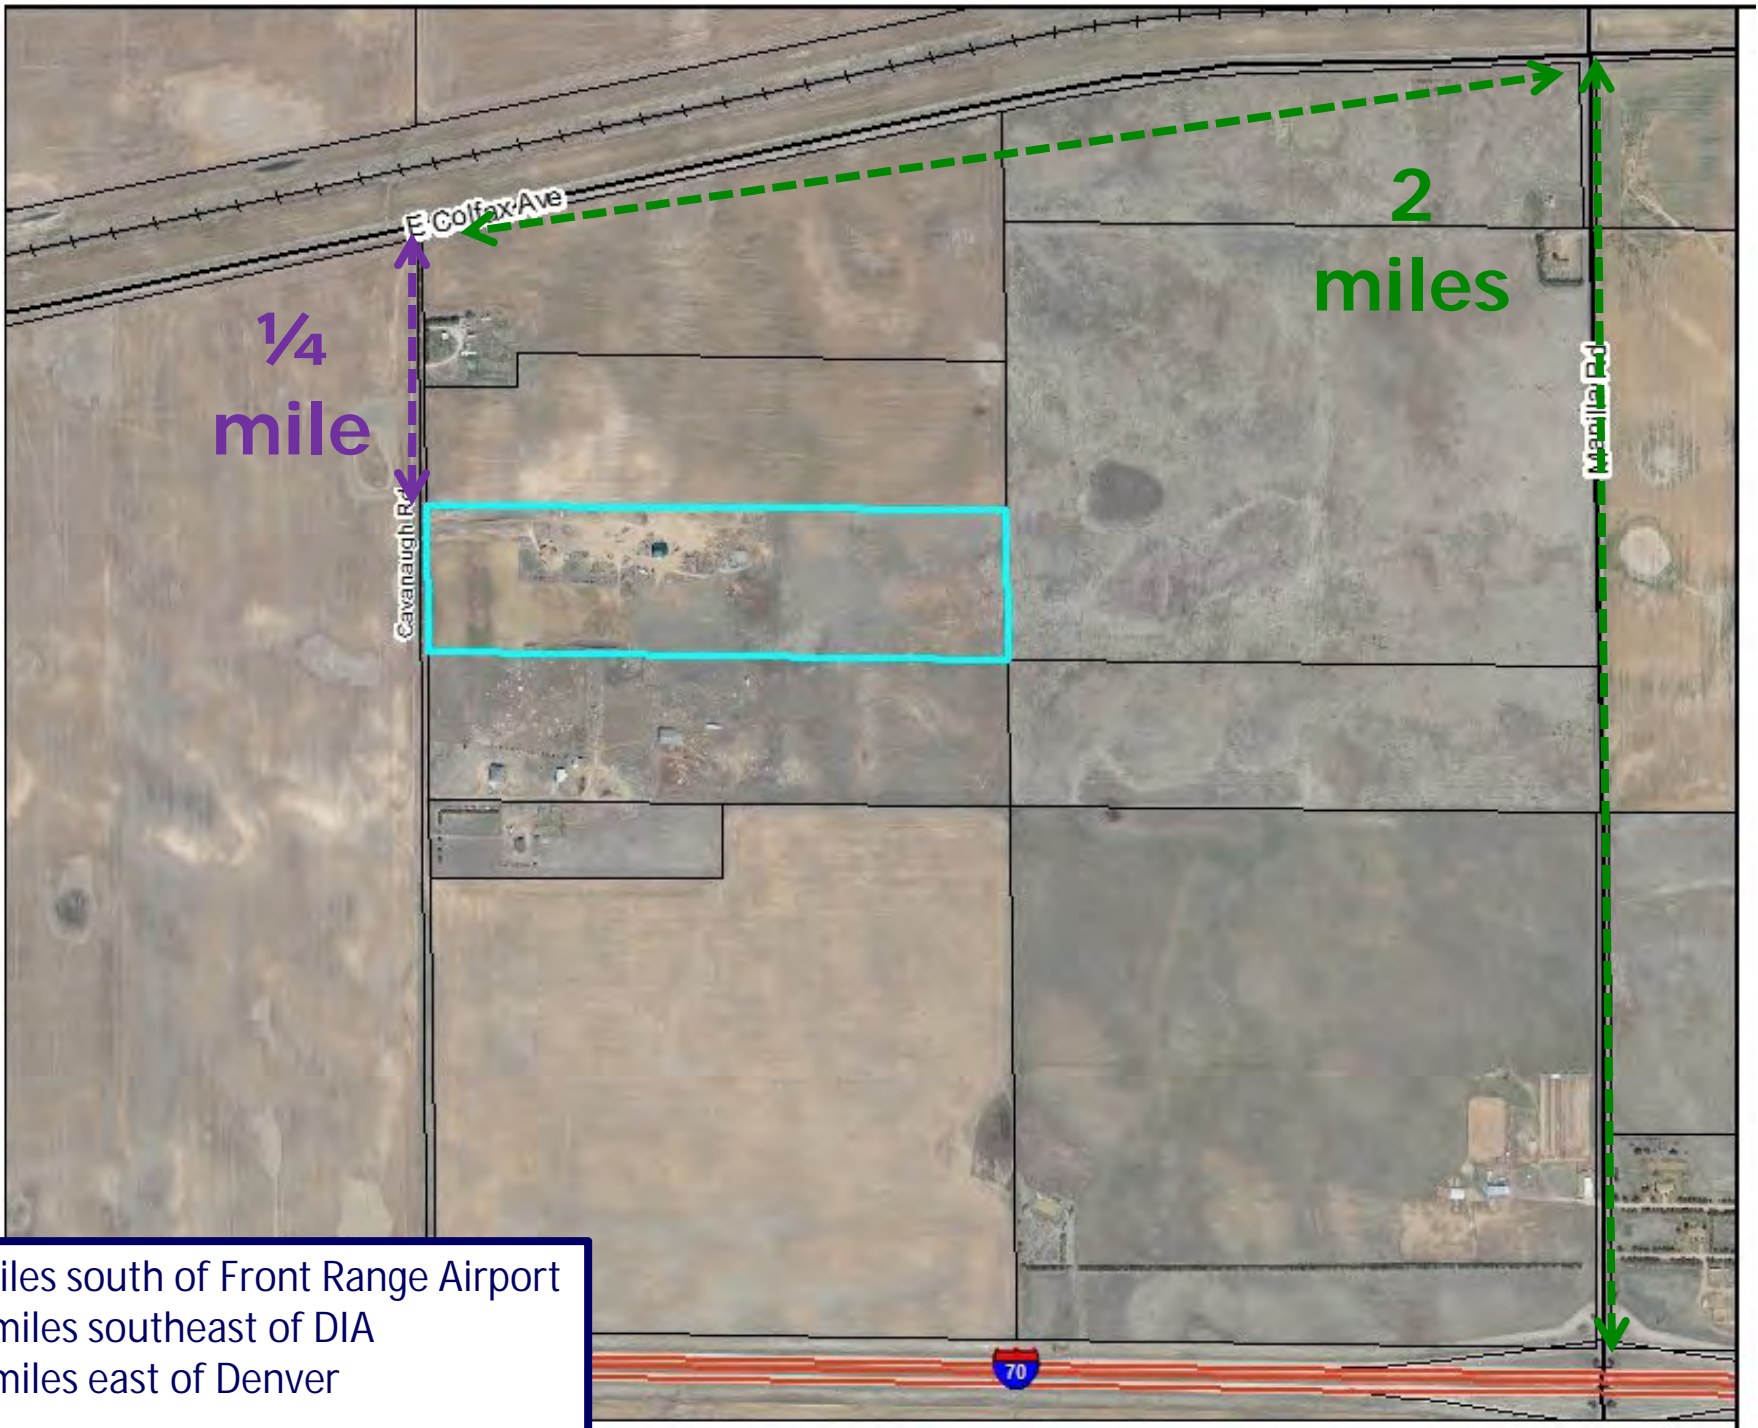 E Colfax Ave
2
miles
¼
mile
Manilla Rd
Cavanaugh Rd
iles south of Front Range Airport
miles southeast of DIA
miles east of Denver
70